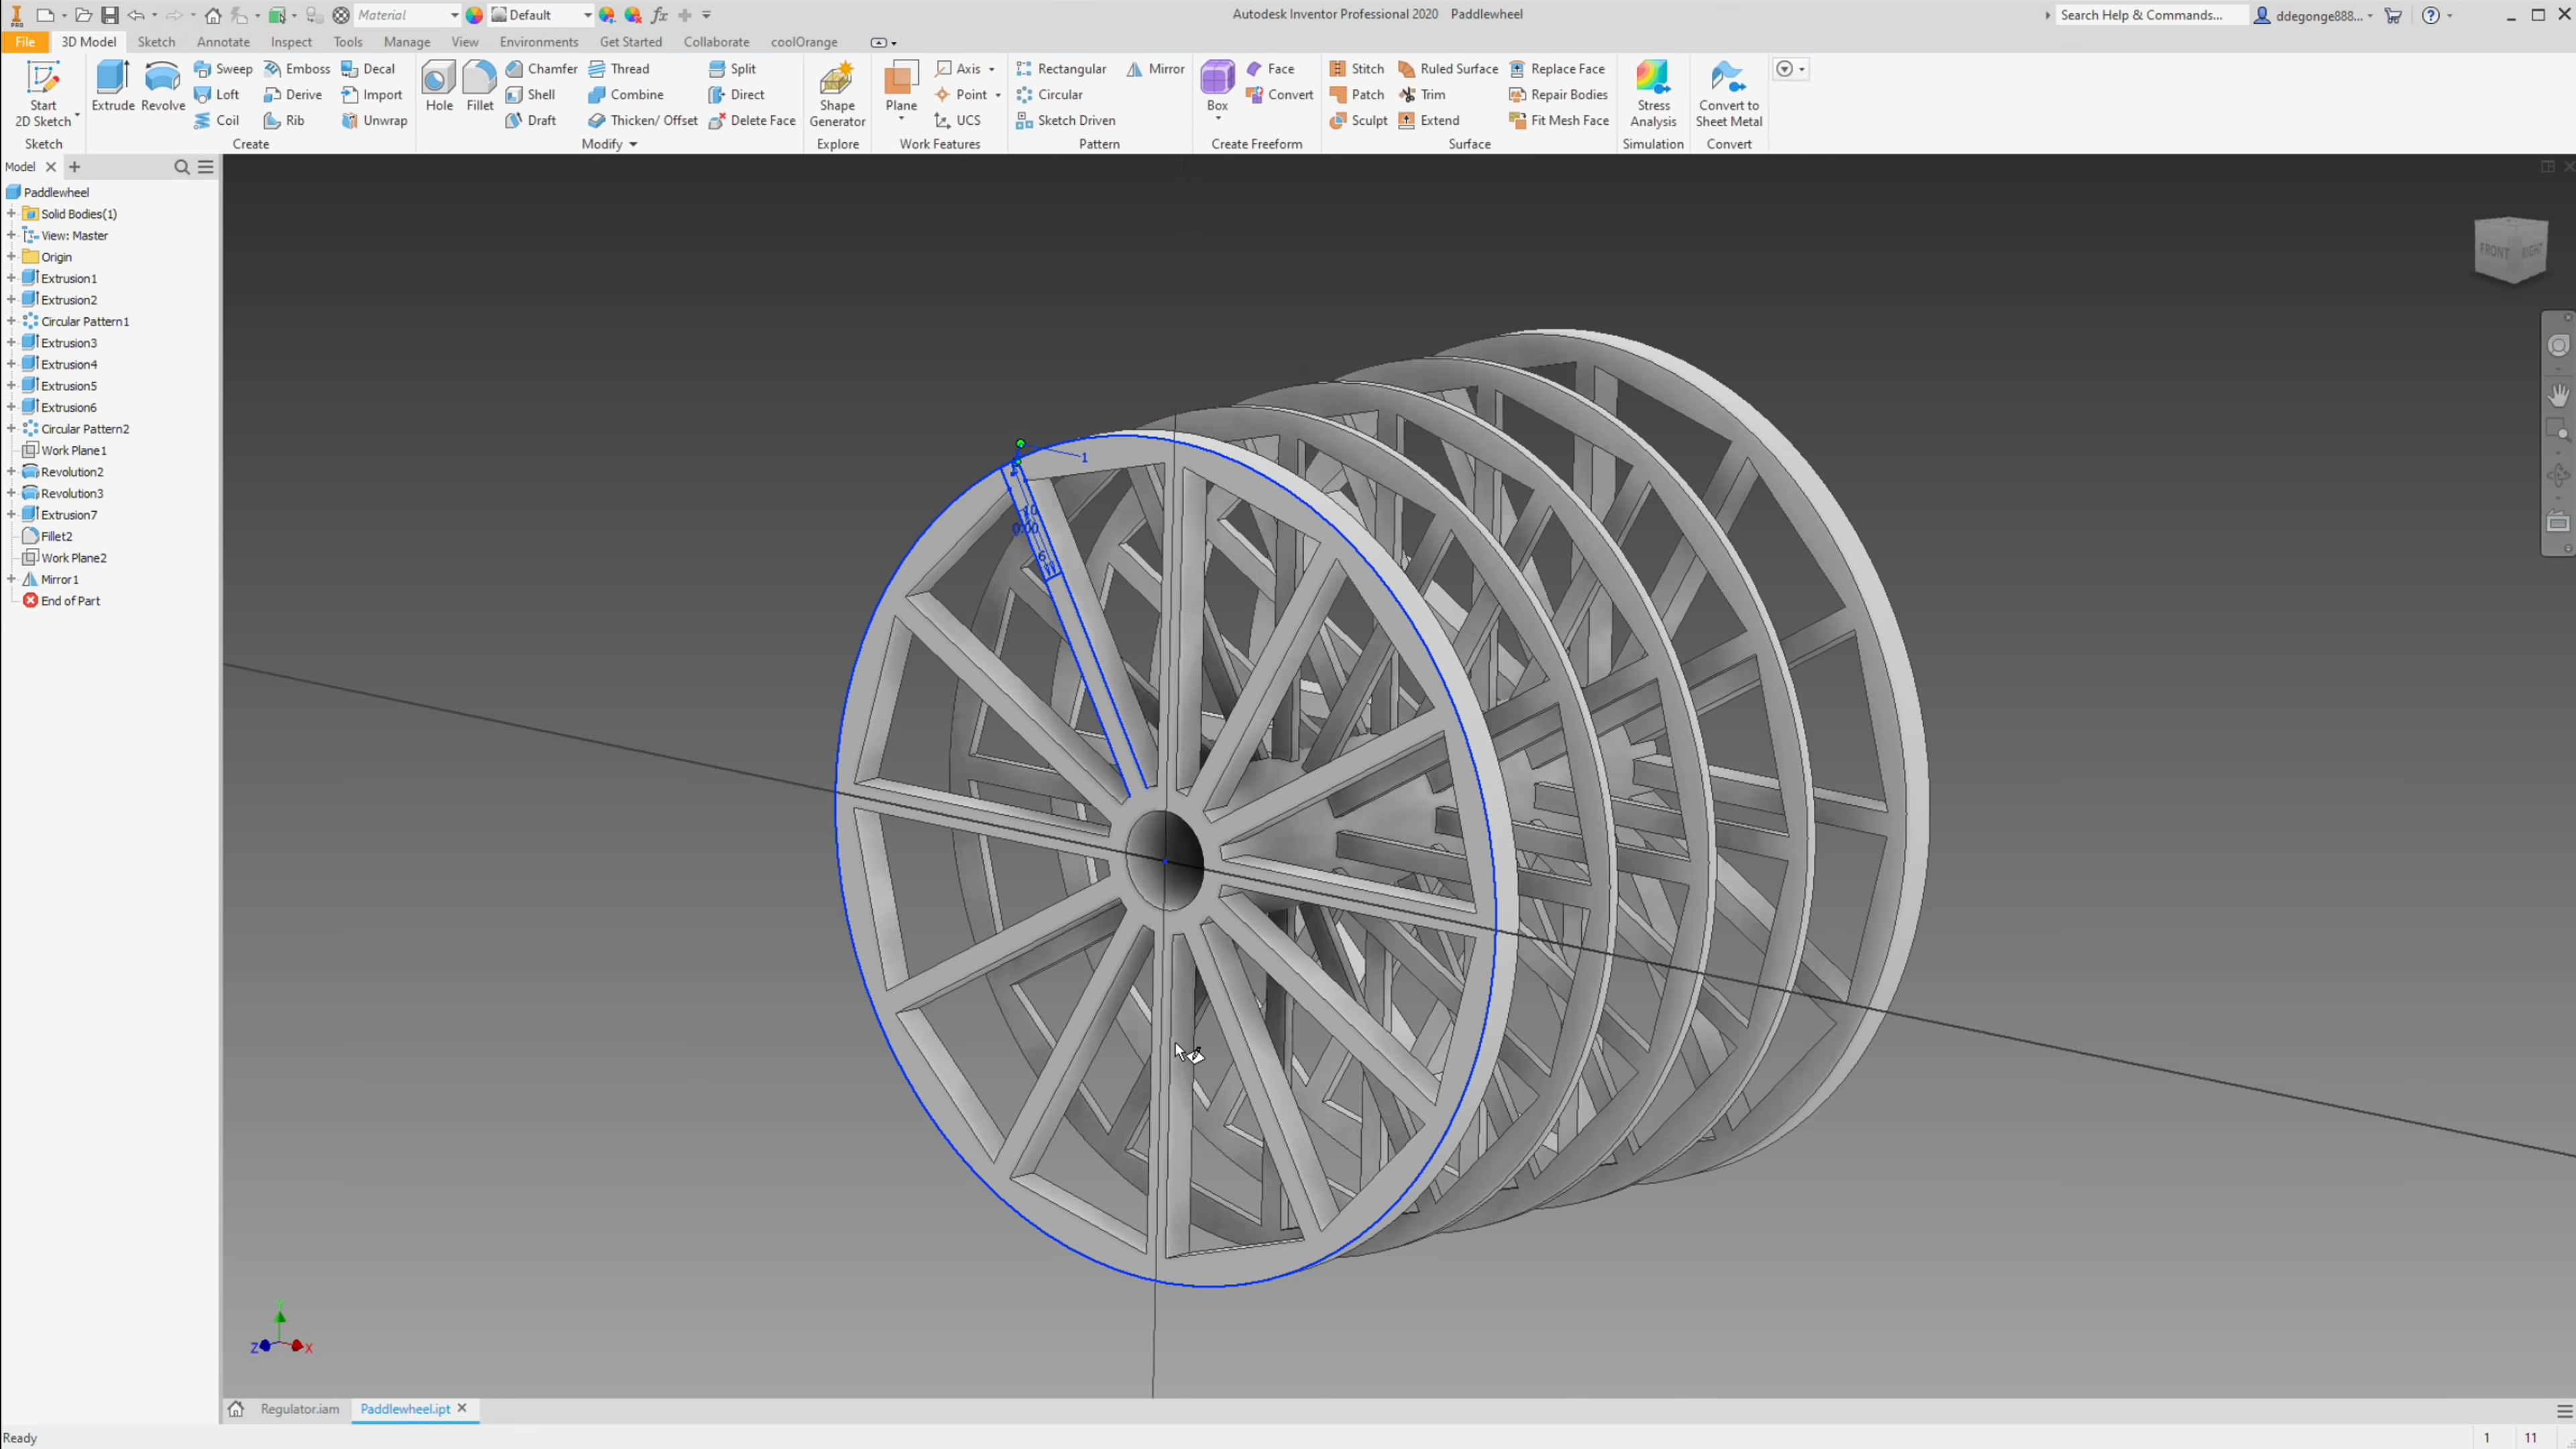 Material
Default
fx
Autodesk Inventor Professional 2020 Paddlewheel
Search Help & Commands...
ddegonge888...
File 3D Model Sketch Annotate Inspect Tools Manage View Environments Get Started Collaborate coolOrange
Start
2D Sketch
Sketch
Extrude Revolve
Sweep Emboss Decal
Loft Derive Import
Coil Rib Unwrap
Create
Hole Fillet
Chamfer Thread Split
Shell Combine Direct
Draft Thicken/ Offset Delete Face
Modify
Shape
Generator
Explore
Plane
Axis
Point
UCS
Work Features
Rectangular Mirror
Circular
Sketch Driven
Pattern
Box
Face
Convert
Create Freeform
Stitch Ruled Surface Replace Face
Patch Trim Repair Bodies
Sculpt Extend Fit Mesh Face
Surface
Stress
Analysis
Simulation
Convert to
Sheet Metal
Convert
Model
Paddlewheel
Solid Bodies(1)
View: Master
Origin
Extrusion1
Extrusion2
Circular Pattern1
Extrusion3
Extrusion4
Extrusion5
Extrusion6
Circular Pattern2
Work Plane1
Revolution2
Revolution3
Extrusion7
Fillet2
Work Plane2
Mirror1
End of Part
FRONT RIGHT
1
Z X
Regulator.iam Paddlewheel.ipt
Ready
1 11